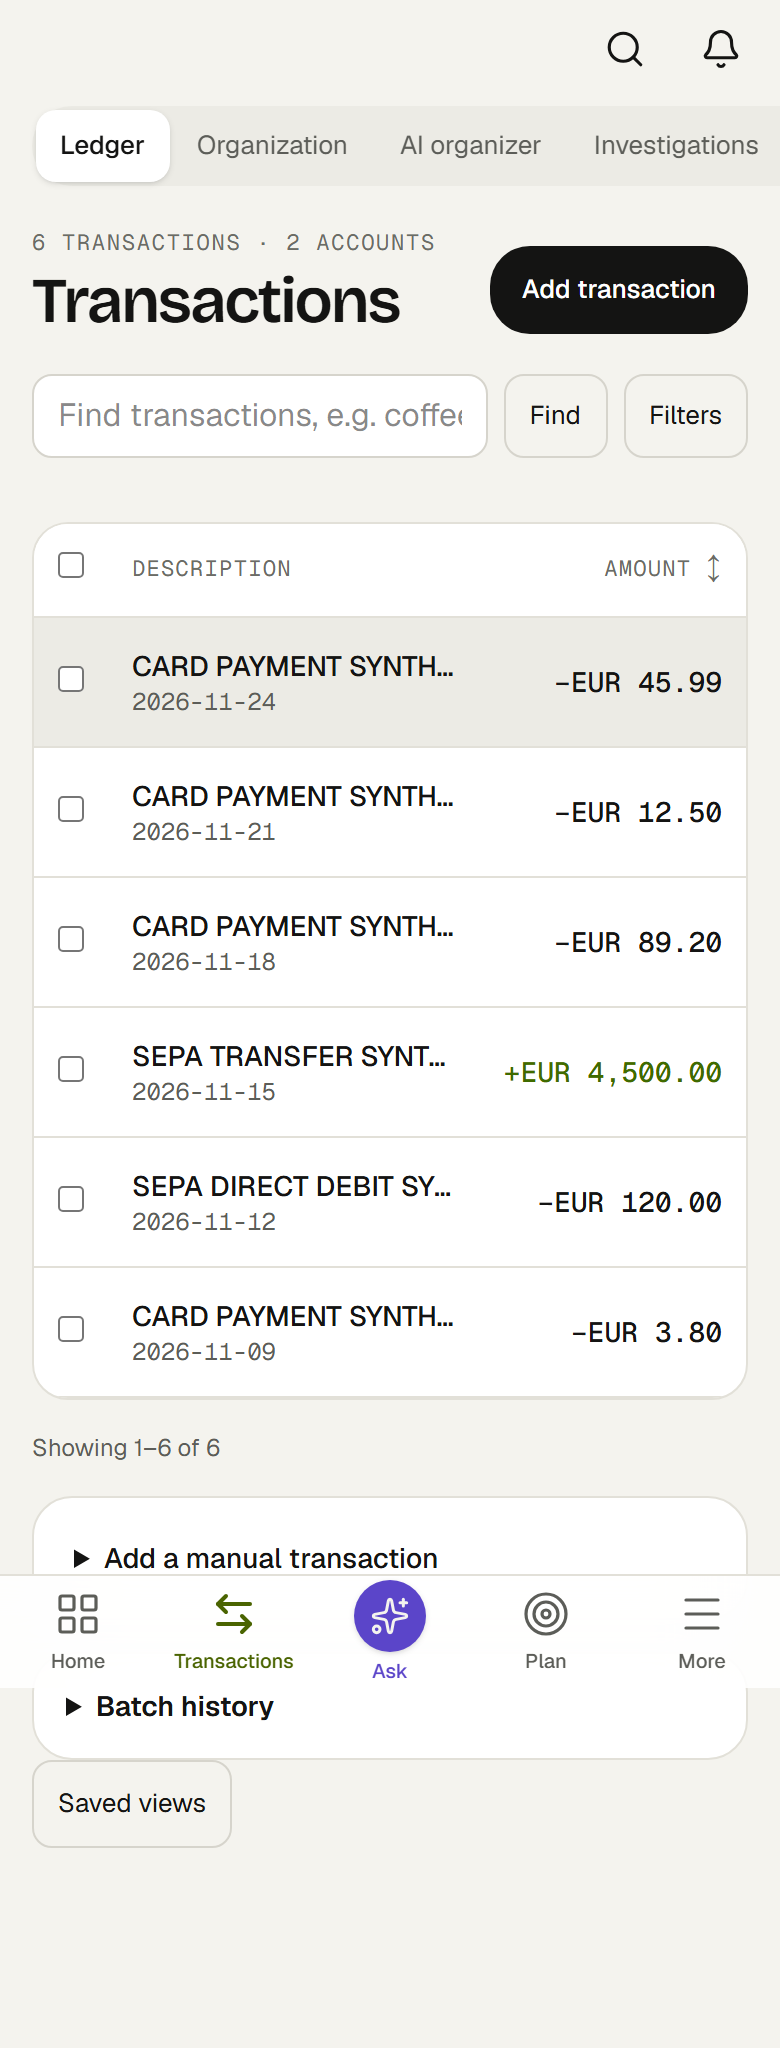 Ledger Organization AI organizer Investigations
6 TRANSACTIONS · 2 ACCOUNTS
Transactions
Add transaction
Find transactions, e.g. coffee
Find
Filters
DESCRIPTION AMOUNT ↕
CARD PAYMENT SYNTH...
2026-11-24
−EUR 45.99
CARD PAYMENT SYNTH...
2026-11-21
−EUR 12.50
CARD PAYMENT SYNTH...
2026-11-18
−EUR 89.20
SEPA TRANSFER SYNT...
2026-11-15
+EUR 4,500.00
SEPA DIRECT DEBIT SY...
2026-11-12
−EUR 120.00
CARD PAYMENT SYNTH...
2026-11-09
−EUR 3.80
Showing 1–6 of 6
Add a manual transaction
Home Transactions Ask Plan More
Batch history
Saved views